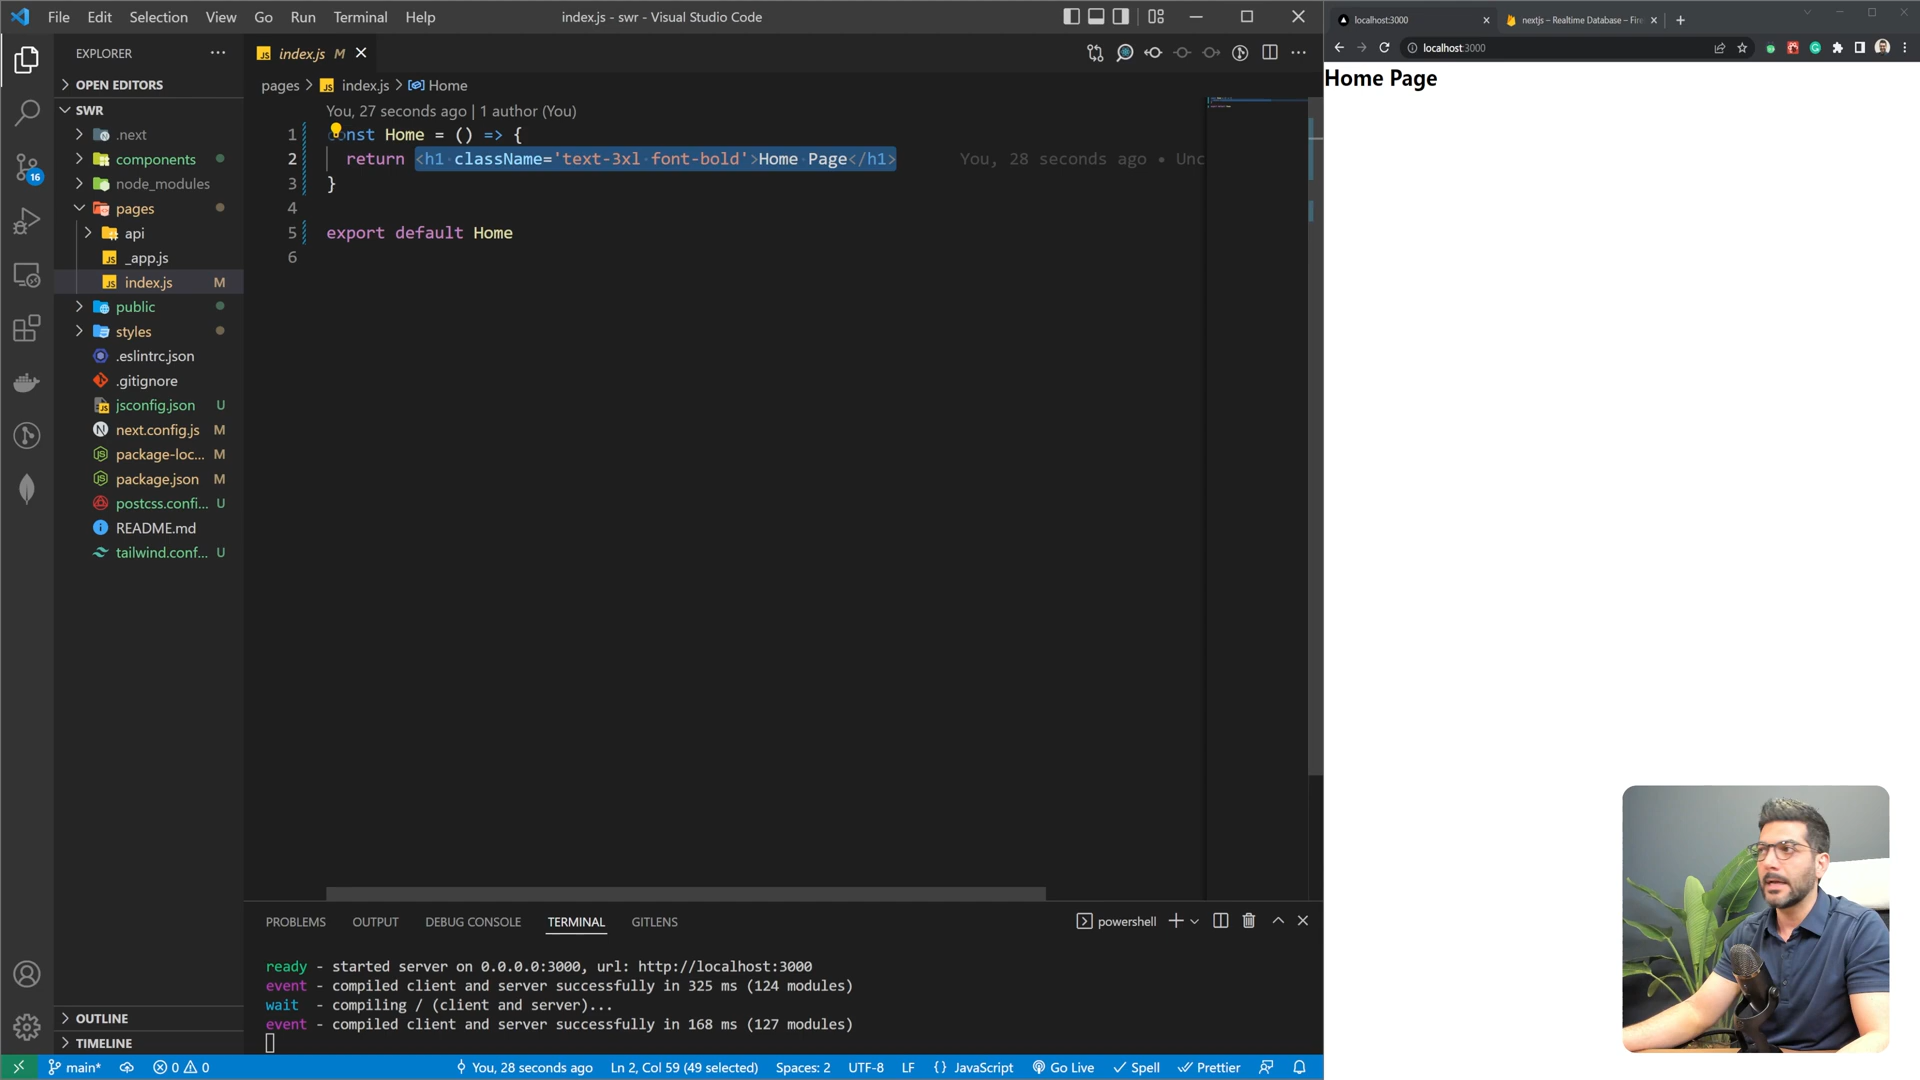 File Edit Selection View Go Run Terminal Help
index.js - swr - Visual Studio Code
EXPLORER
OPEN EDITORS
SWR
.next
components
node_modules
pages
api
_app.js
index.js M
public
styles
.eslintrc.json
.gitignore
jsconfig.json U
next.config.js M
package-loc... M
package.json M
postcss.confi... U
README.md
tailwind.conf... U
OUTLINE
TIMELINE
16
index.js M
pages > index.js > Home
You, 27 seconds ago | 1 author (You)
1 const Home = () => {
2 return <h1 className='text-3xl font-bold'>Home Page</h1> You, 28 seconds ago • Unc
3 }
4
5 export default Home
6
PROBLEMS OUTPUT DEBUG CONSOLE TERMINAL GITLENS
powershell
ready - started server on 0.0.0.0:3000, url: http://localhost:3000
event - compiled client and server successfully in 325 ms (124 modules)
wait - compiling / (client and server)...
event - compiled client and server successfully in 168 ms (127 modules)
main* 0 0 You, 28 seconds ago Ln 2, Col 59 (49 selected) Spaces: 2 UTF-8 LF {} JavaScript Go Live Spell Prettier
localhost:3000
nextjs – Realtime Database – Fire
localhost:3000
Home Page